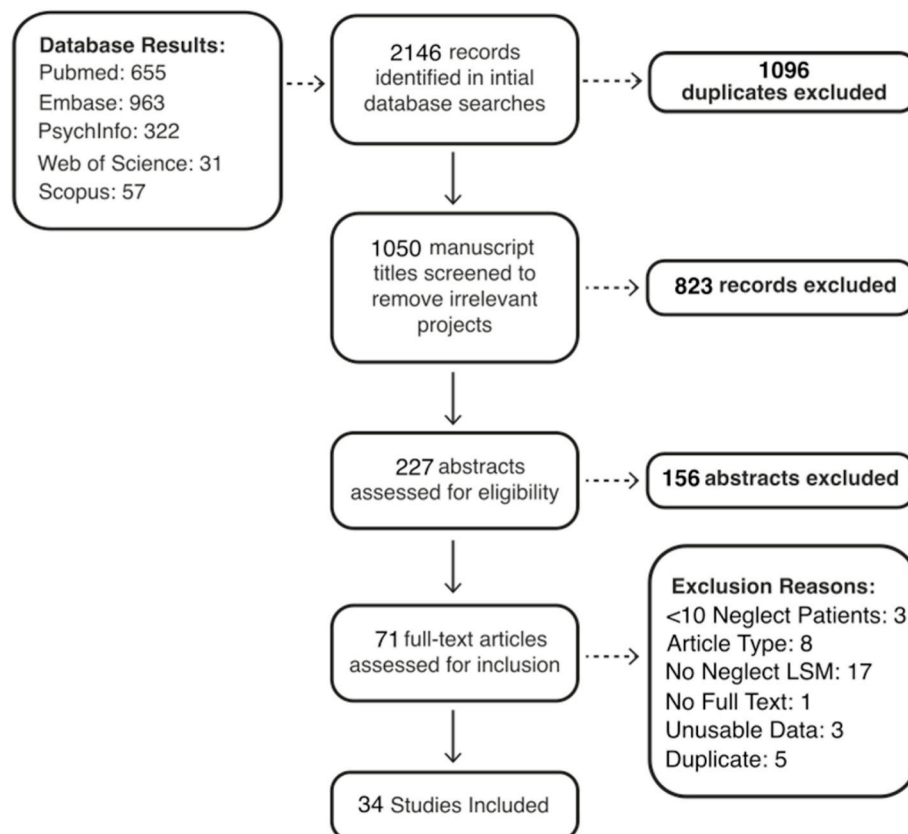 Database Results:
Pubmed: 655
Embase: 963
PsychInfo: 322
Web of Science: 31
Scopus: 57
2146 records
identified in intial
database searches
1096
duplicates excluded
1050 manuscript
titles screened to
remove irrelevant
projects
823 records excluded
227 abstracts
assessed for eligibility
156 abstracts excluded
71 full-text articles
assessed for inclusion
Exclusion Reasons:
<10 Neglect Patients: 3
Article Type: 8
No Neglect LSM: 17
No Full Text: 1
Unusable Data: 3
Duplicate: 5
34 Studies Included